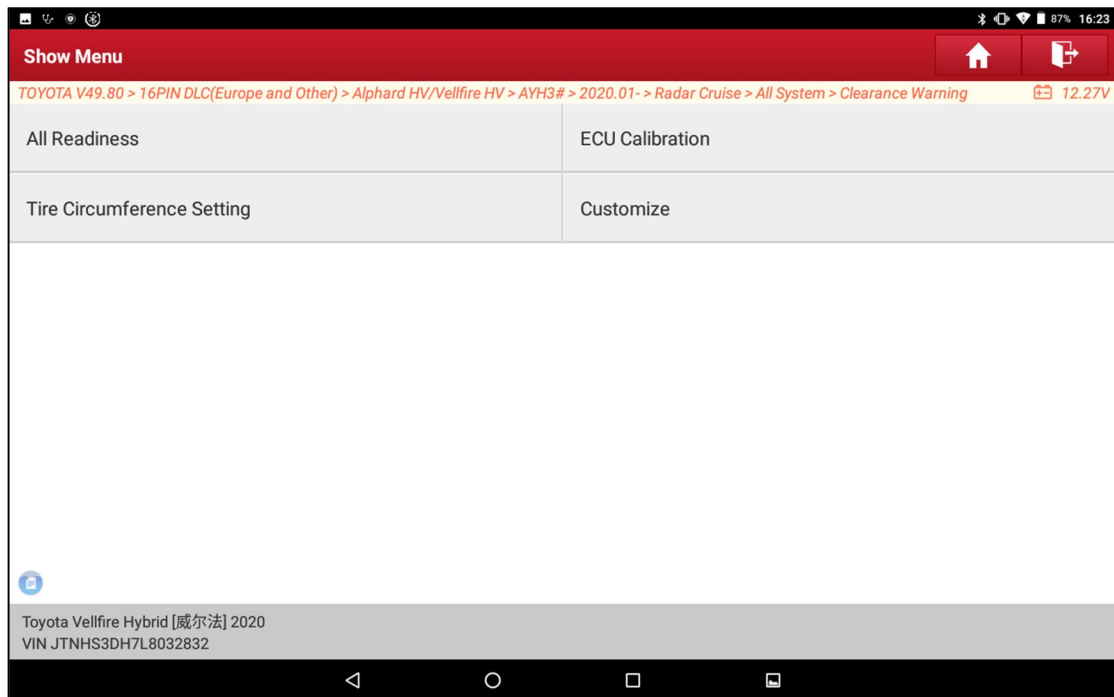 87% 16:23
Show Menu
TOYOTA V49.80 > 16PIN DLC(Europe and Other) > Alphard HV/Vellfire HV > AYH3# > 2020.01- > Radar Cruise > All System > Clearance Warning 12.27V
All Readiness ECU Calibration
Tire Circumference Setting Customize
Toyota Vellfire Hybrid [威尔法] 2020
VIN JTNHS3DH7L8032832